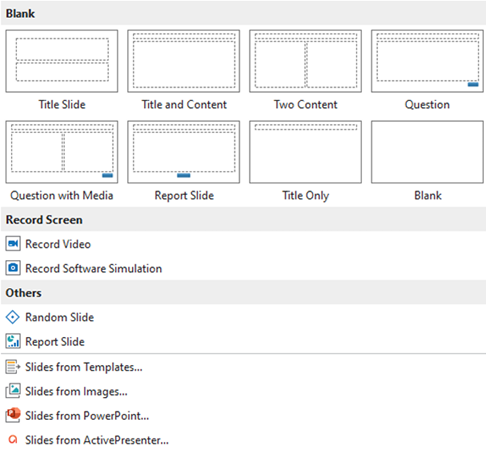 Blank
Title Slide
Title and Content
Two Content
Question
Question with Media
Report Slide
Title Only
Blank
Record Screen
Record Video
Record Software Simulation
Others
Random Slide
Report Slide
Slides from Templates...
Slides from Images...
Slides from PowerPoint...
Slides from ActivePresenter...